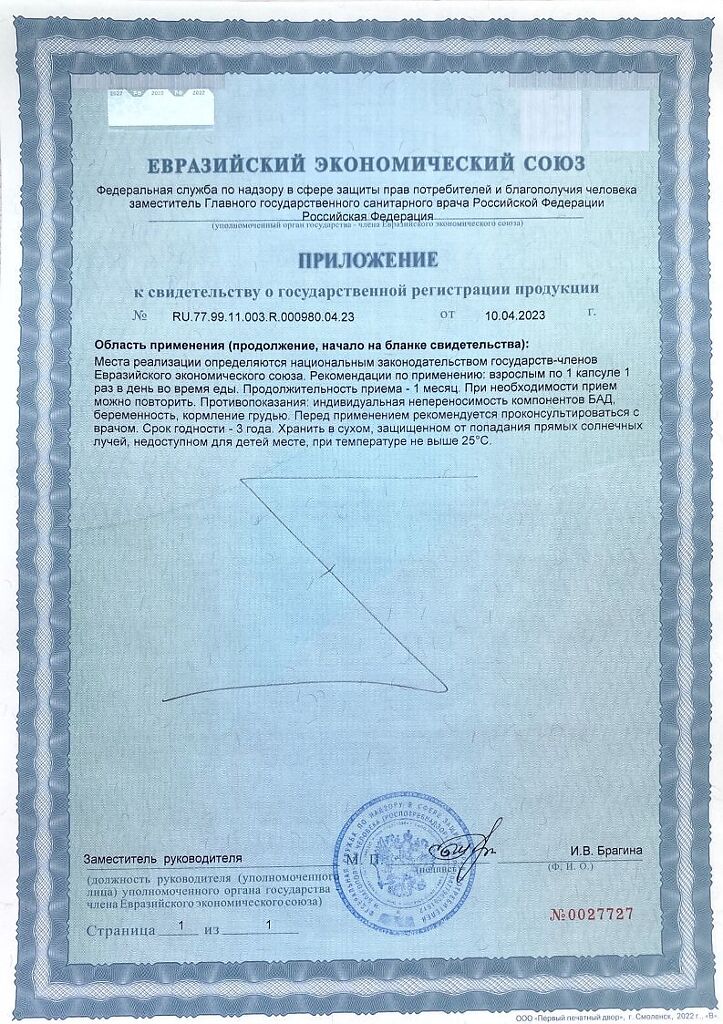 ЕВРАЗИЙСКИЙ ЭКОНОМИЧЕСКИЙ СОЮЗ
Федеральная служба по надзору в сфере защиты прав потребителей и благополучия человека
заместитель Главного государственного санитарного врача Российской Федерации
Российская Федерация
(уполномоченный орган государства - члена Евразийского экономического союза)
ПРИЛОЖЕНИЕ
к свидетельству о государственной регистрации продукции
№ RU.77.99.11.003.R.000980.04.23 от 10.04.2023 г.
Область применения (продолжение, начало на бланке свидетельства):
Места реализации определяются национальным законодательством государств-членов
Евразийского экономического союза. Рекомендации по применению: взрослым по 1 капсуле 1
раз в день во время еды. Продолжительность приема - 1 месяц. При необходимости прием
можно повторить. Противопоказания: индивидуальная непереносимость компонентов БАД,
беременность, кормление грудью. Перед применением рекомендуется проконсультироваться с
врачом. Срок годности - 3 года. Хранить в сухом, защищенном от попадания прямых солнечных
лучей, недоступном для детей месте, при температуре не выше 25°С.
Заместитель руководителя М. П. И.В. Брагина
(подпись) (Ф. И. О.)
(должность руководителя (уполномоченного
лица) уполномоченного органа государства
члена Евразийского экономического союза)
№0027727
Страница 1 из 1
ООО «Первый печатный двор», г. Смоленск, 2022 г., «В»